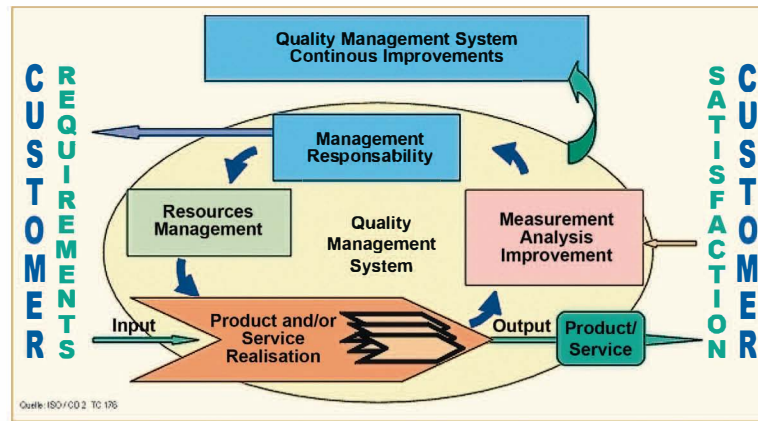 Quality Management System
Continous Improvements
CUSTOMER
REQUIREMENTS
SATISFACTION
CUSTOMER
Management
Responsability
Resources
Management
Quality
Management
System
Measurement
Analysis
Improvement
Input
Product and/or
Service
Realisation
Output
Product/
Service
Quelle: ISO / CO 2 TC 176